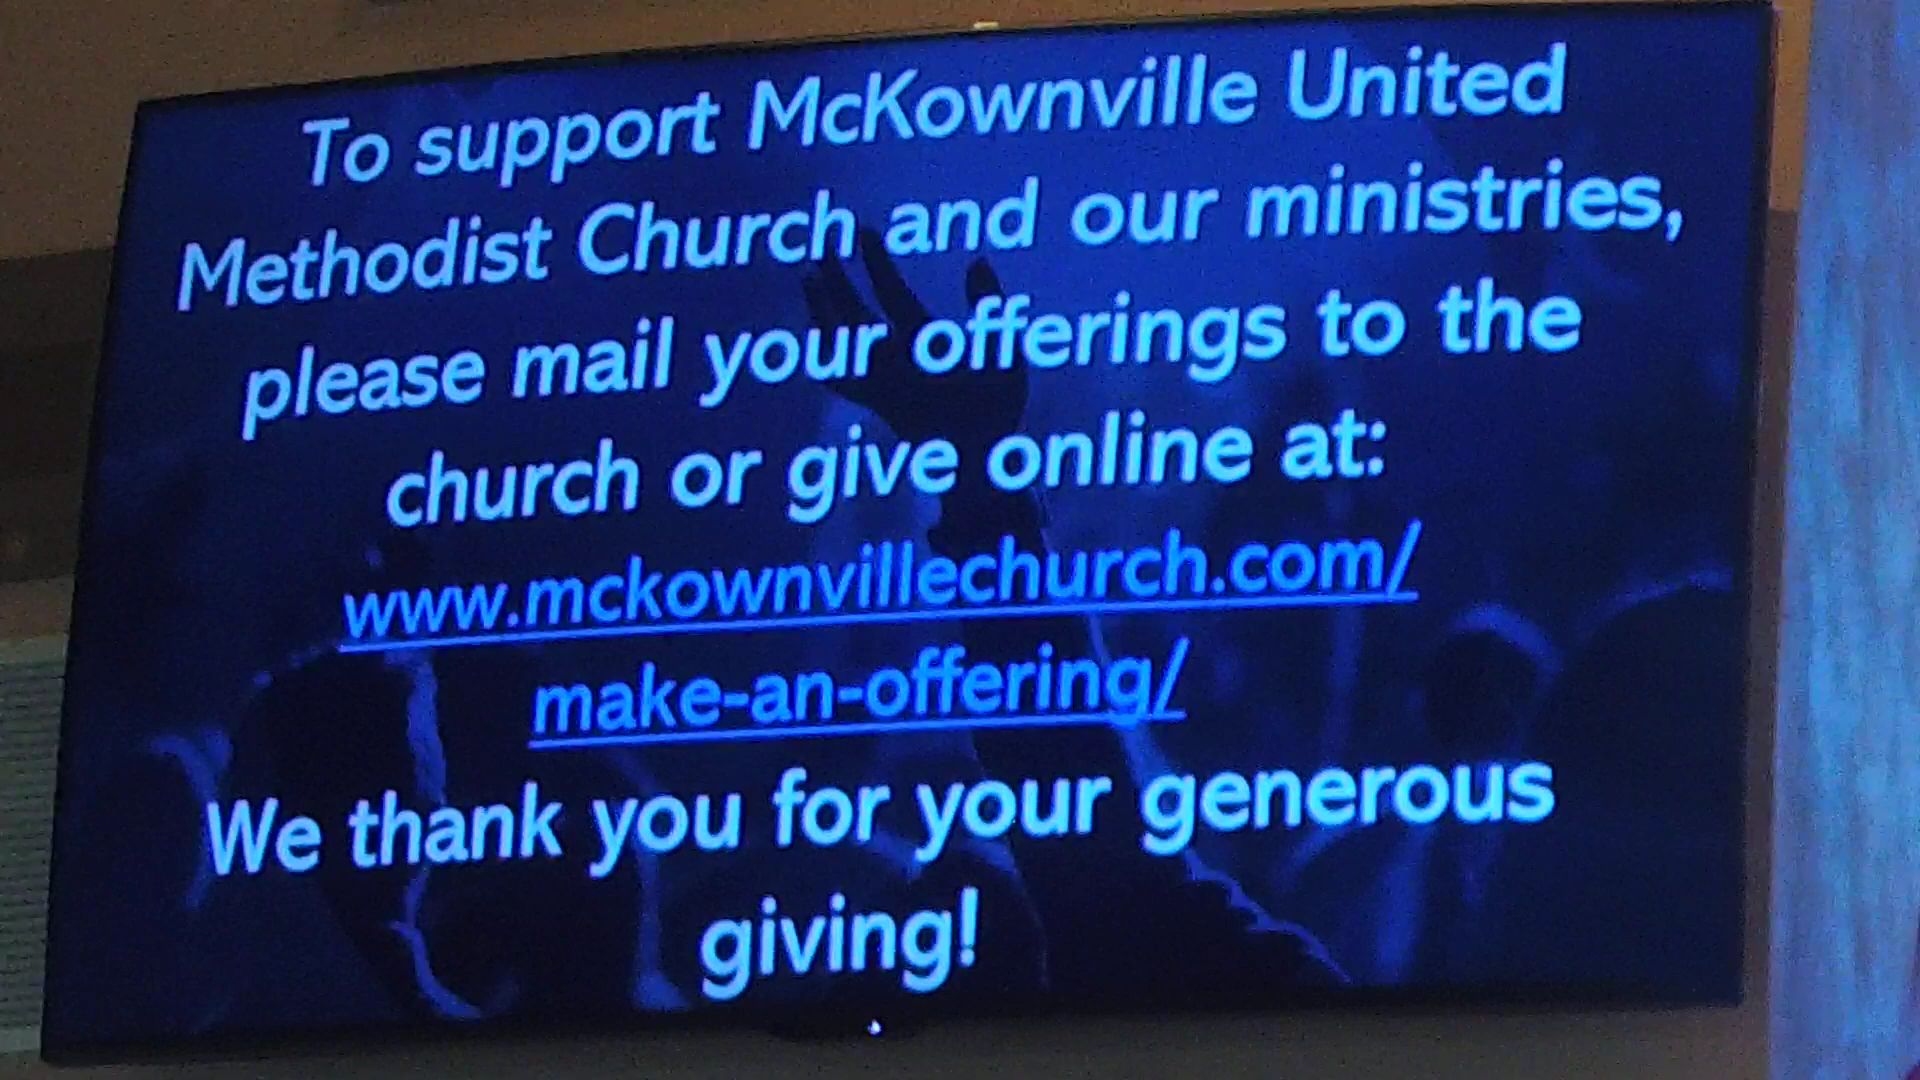 To support McKownville United
Methodist Church and our ministries,
please mail your offerings to the
church or give online at:
www.mckownvillechurch.com/
make-an-offering/
We thank you for your generous
giving!